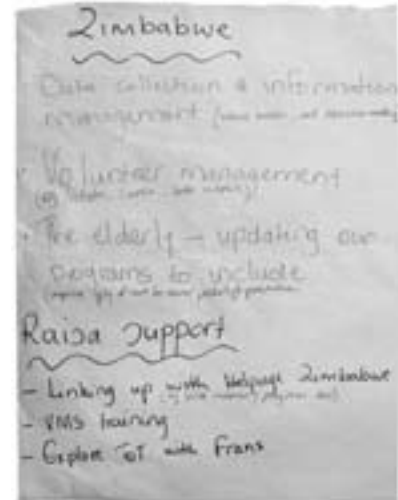 Zimbabwe
Data collection & information
management
Volunteer management
The elderly – updating our
programs to include
Raisa Support
- Linking up with Helpage Zimbabwe
- VMS training
- Explore ToT with Frans